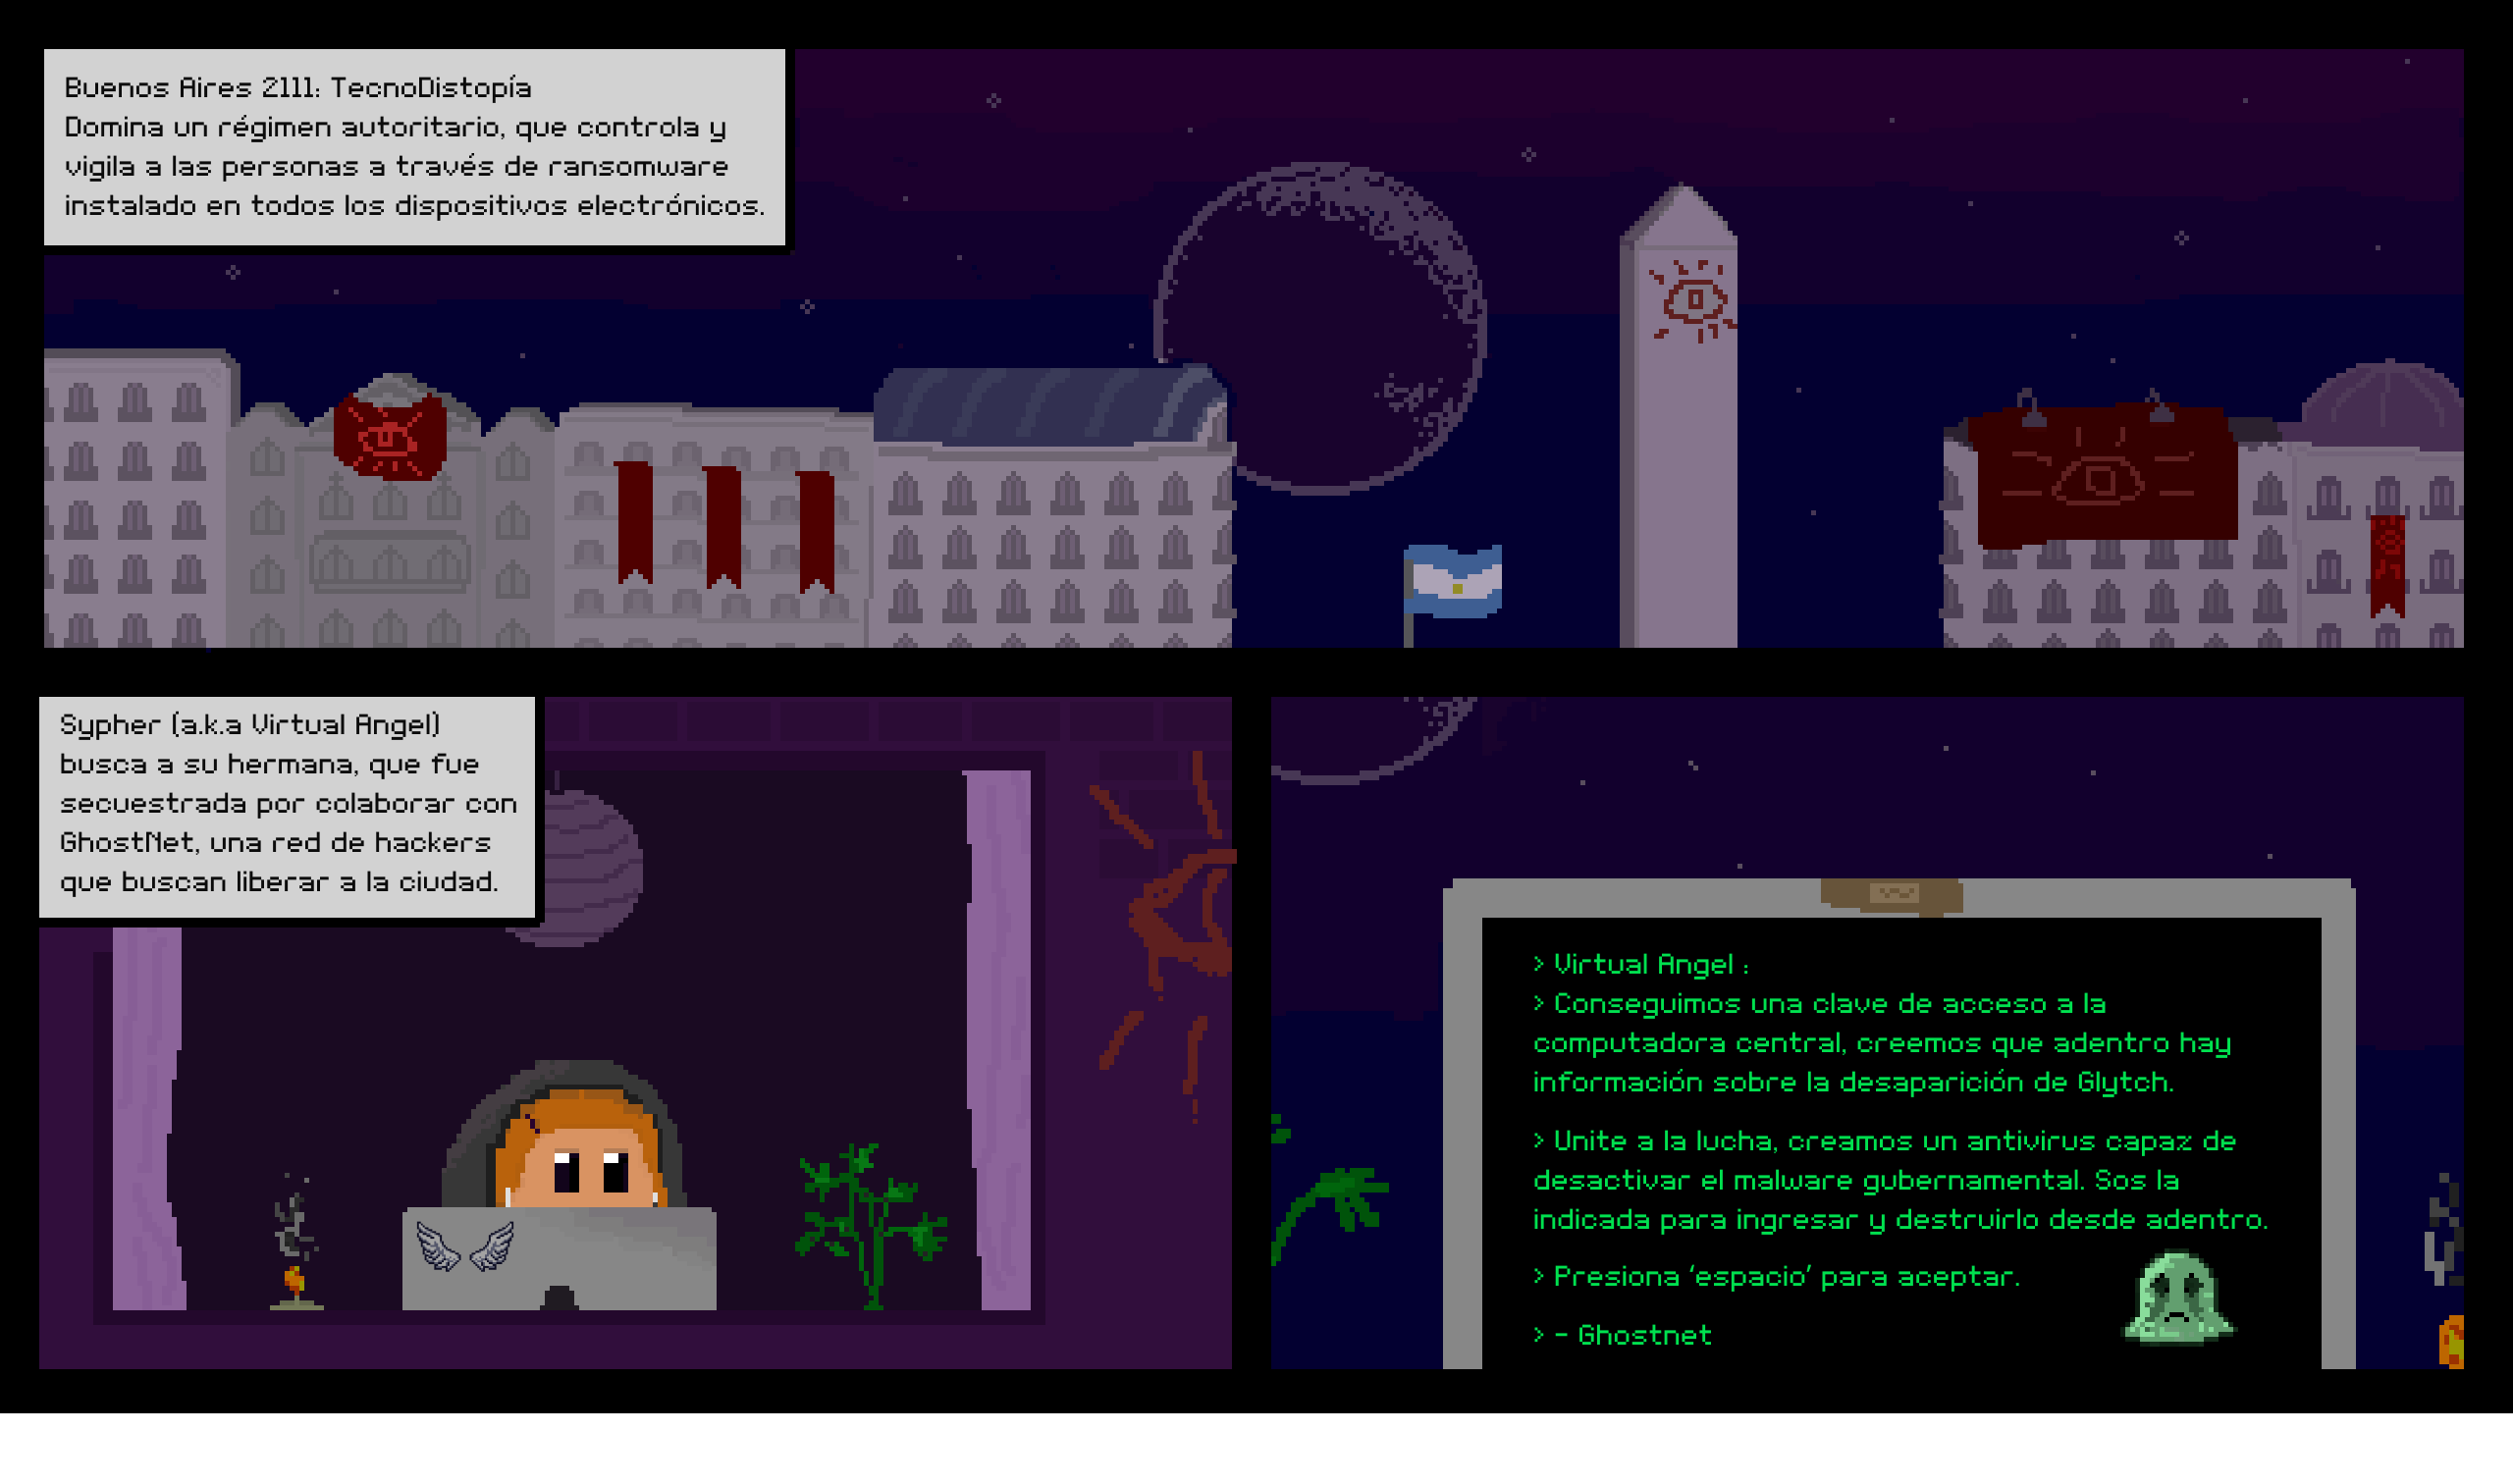 Buenos Aires 2111: TecnoDistopía
Domina un régimen autoritario, que controla y
vigila a las personas a través de ransomware
instalado en todos los dispositivos electrónicos.
Sypher (a.k.a Virtual Angel)
busca a su hermana, que fue
secuestrada por colaborar con
GhostNet, una red de hackers
que buscan liberar a la ciudad.
> Virtual Angel :
> Conseguimos una clave de acceso a la
computadora central, creemos que adentro hay
información sobre la desaparición de Glytch.
> Unite a la lucha, creamos un antivirus capaz de
desactivar el malware gubernamental. Sos la
indicada para ingresar y destruirlo desde adentro.
> Presiona 'espacio' para aceptar.
> - Ghostnet